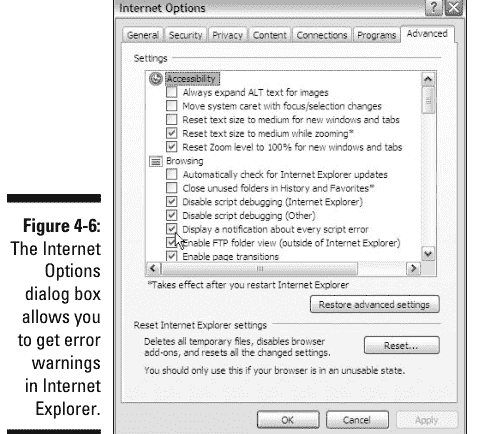 Internet Options
General Security Privacy Content Connections Programs Advanced
Settings
Accessibility
Always expand ALT text for images
Move system caret with focus/selection changes
Reset text size to medium for new windows and tabs
Reset text size to medium while zooming*
Reset Zoom level to 100% for new windows and tabs
Browsing
Automatically check for Internet Explorer updates
Close unused folders in History and Favorites*
Disable script debugging (Internet Explorer)
Disable script debugging (Other)
Display a notification about every script error
Enable FTP folder view (outside of Internet Explorer)
Enable page transitions
*Takes effect after you restart Internet Explorer
Restore advanced settings
Reset Internet Explorer settings
Deletes all temporary files, disables browser
add-ons, and resets all the changed settings.
Reset...
You should only use this if your browser is in an unusable state.
OK Cancel Apply
Figure 4-6:
The Internet
Options
dialog box
allows you
to get error
warnings
in Internet
Explorer.